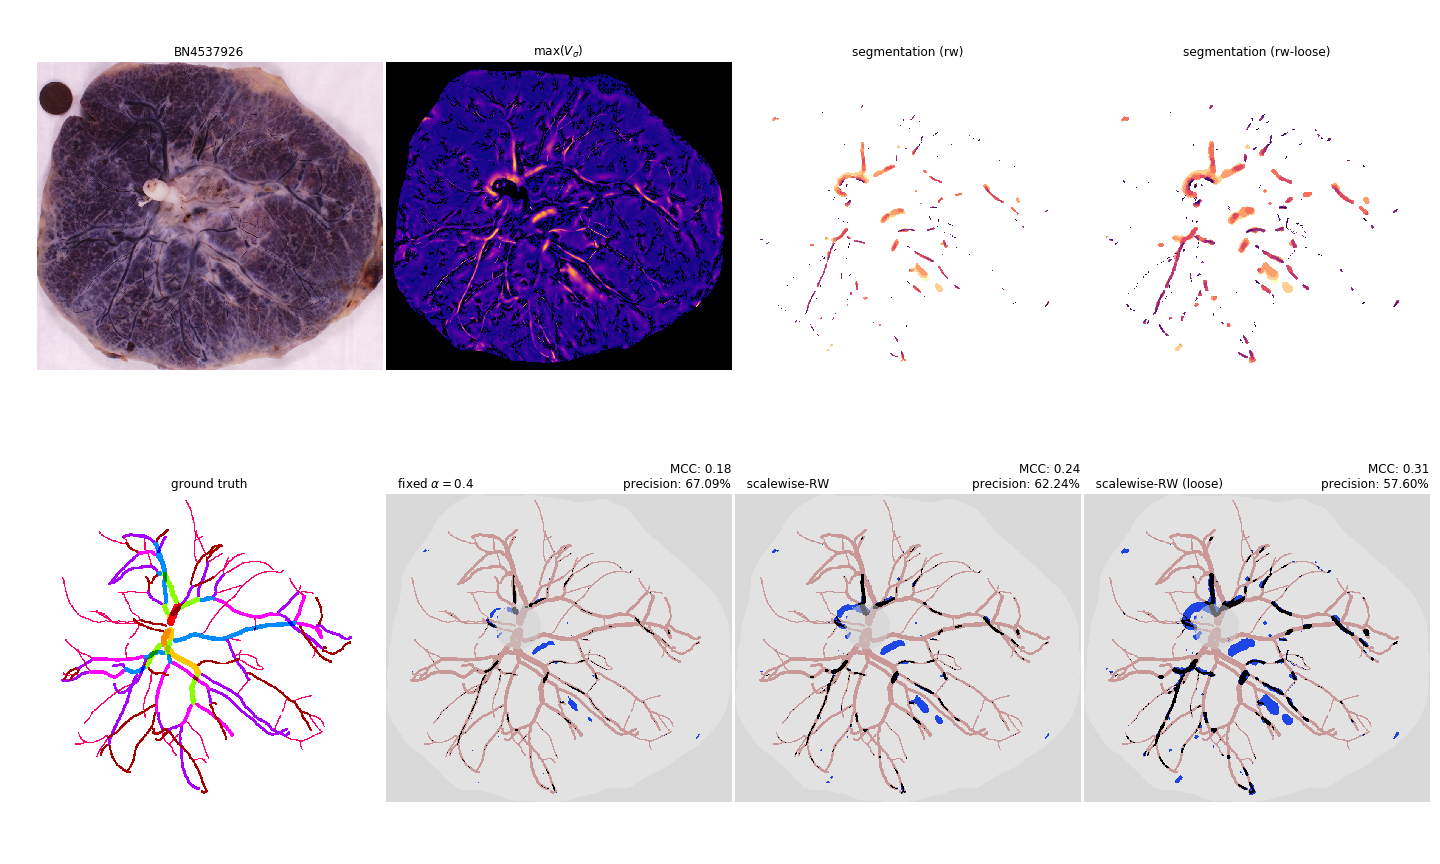 BN4537926
max(V_σ)
segmentation (rw)
segmentation (rw-loose)
ground truth
fixed α = 0.4
MCC: 0.18
precision: 67.09%
scalewise-RW
MCC: 0.24
precision: 62.24%
scalewise-RW (loose)
MCC: 0.31
precision: 57.60%